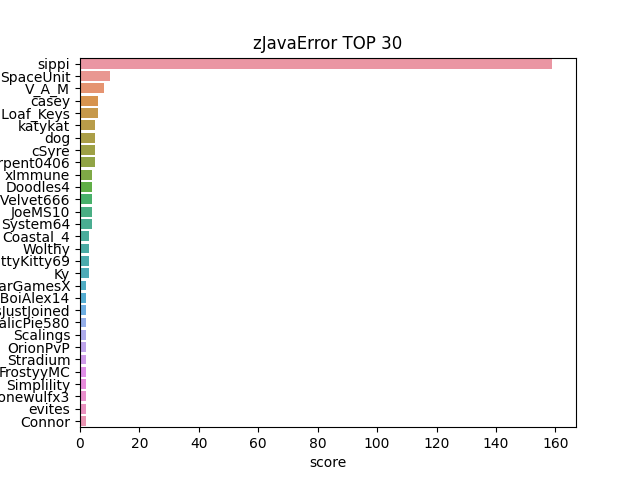 zJavaError TOP 30
sippi
SpaceUnit
V_A_M
casey
Loaf_Keys
katykat
dog
cSyre
rpent0406
xImmune
Doodles4
Velvet666
JoeMS10
System64
Coastal_4
Wolthy
ttyKitty69
Ky
arGamesX
BoiAlex14
sJustJoined
alicPie580
Scalings
OrionPvP
Stradium
FrostyyMC
Simplility
onewulfx3
evites
Connor
0 20 40 60 80 100 120 140 160
score